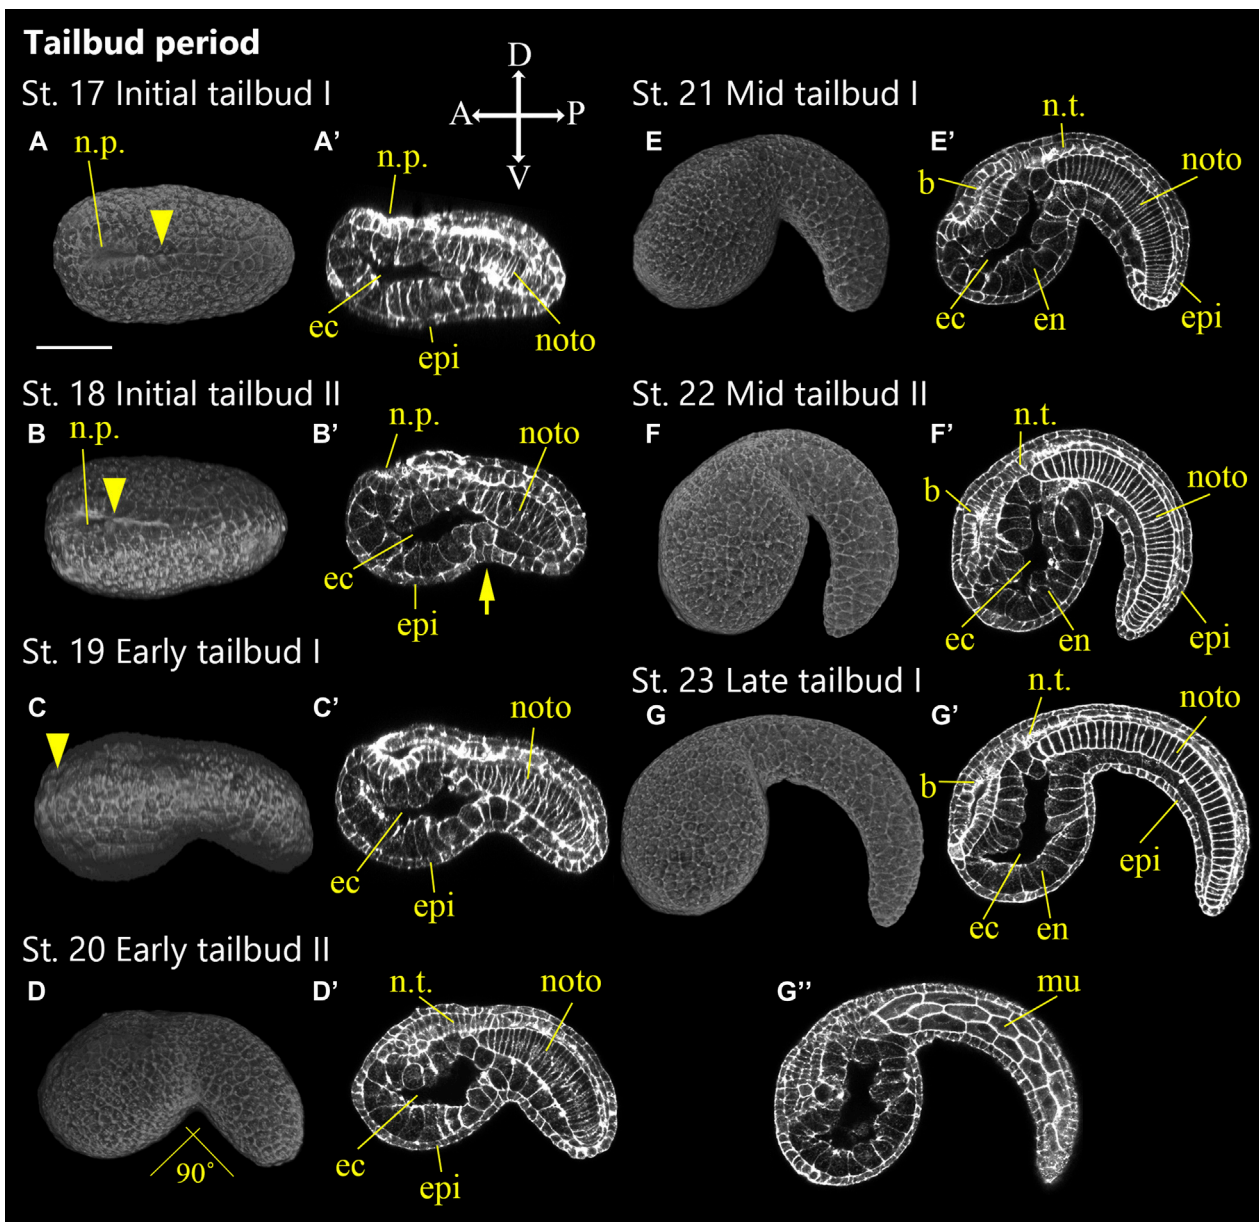 Tailbud period
St. 17 Initial tailbud I
D
A
P
V
A
n.p.
A’
n.p.
ec
epi
noto
St. 18 Initial tailbud II
B
n.p.
B’
n.p.
noto
ec
epi
St. 19 Early tailbud I
C
C’
noto
ec
epi
St. 20 Early tailbud II
D
90°
D’
n.t.
noto
ec
epi
St. 21 Mid tailbud I
E
E’
n.t.
b
noto
ec
en
epi
St. 22 Mid tailbud II
F
F’
n.t.
b
noto
ec
en
epi
St. 23 Late tailbud I
G
G’
n.t.
noto
b
epi
ec
en
G’’
mu